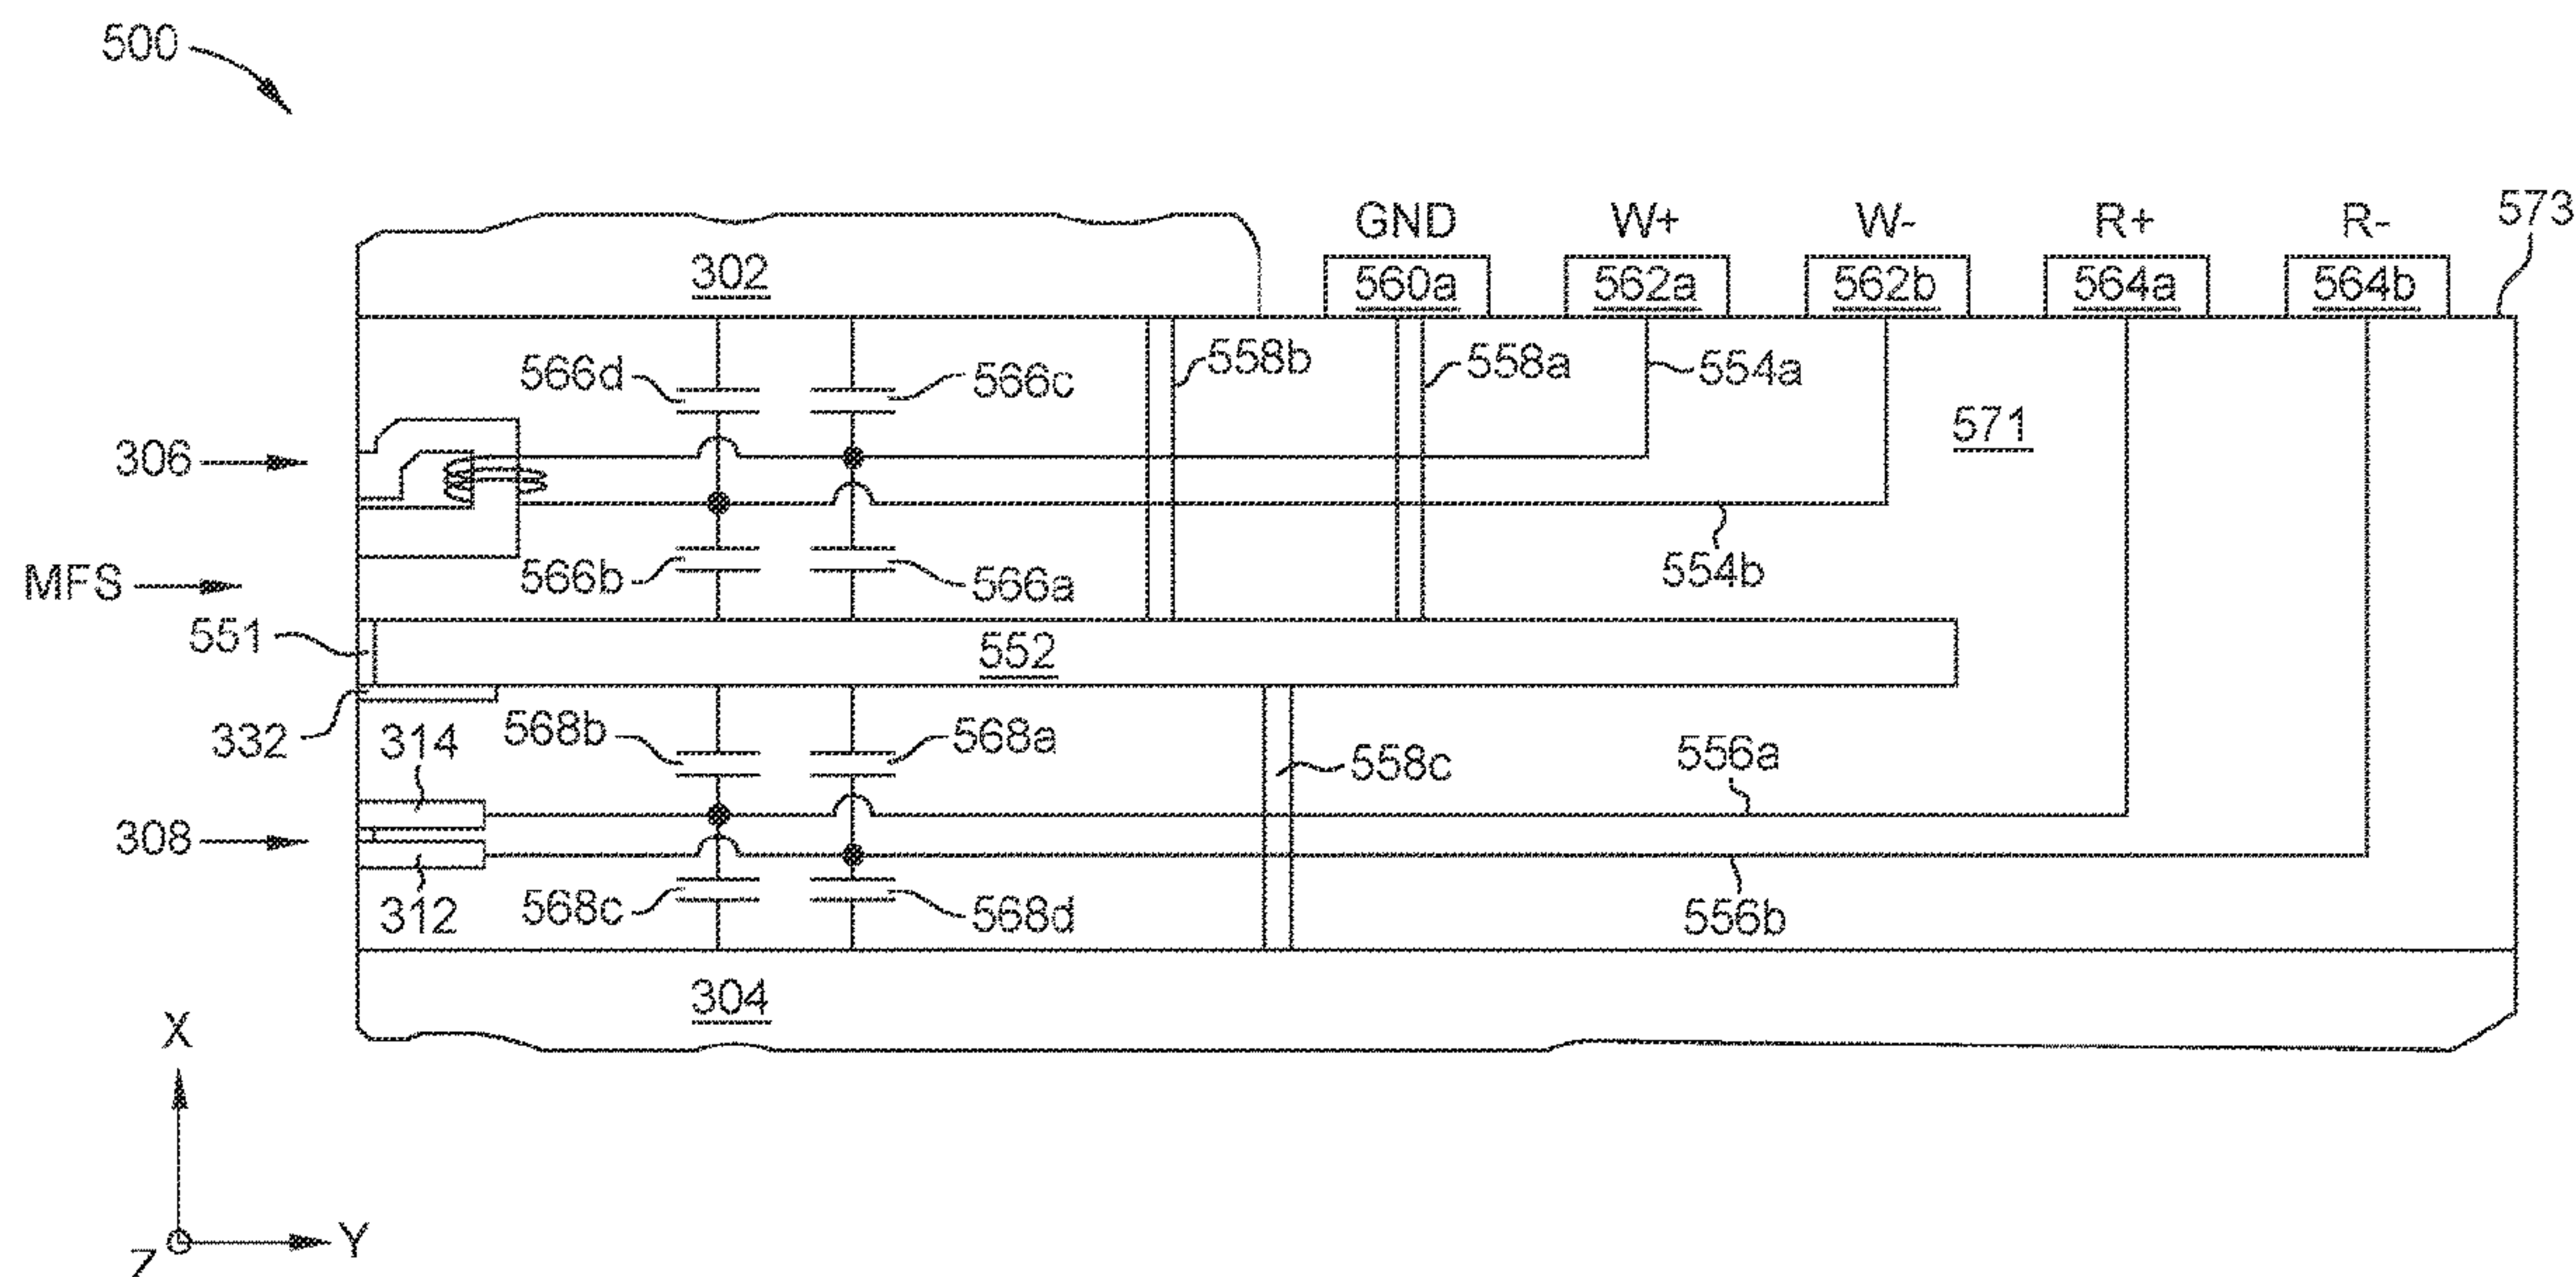 500
573
GND W+ W- R+ R-
302 560a 562a 562b 564a 564b
566d 566c 558b 558a 554a
571
306
566b 566a 554b
MFS
551
552
332 314 568b 568a 558c 556a
308
312 568c 568d 556b
304
X
Y
Z